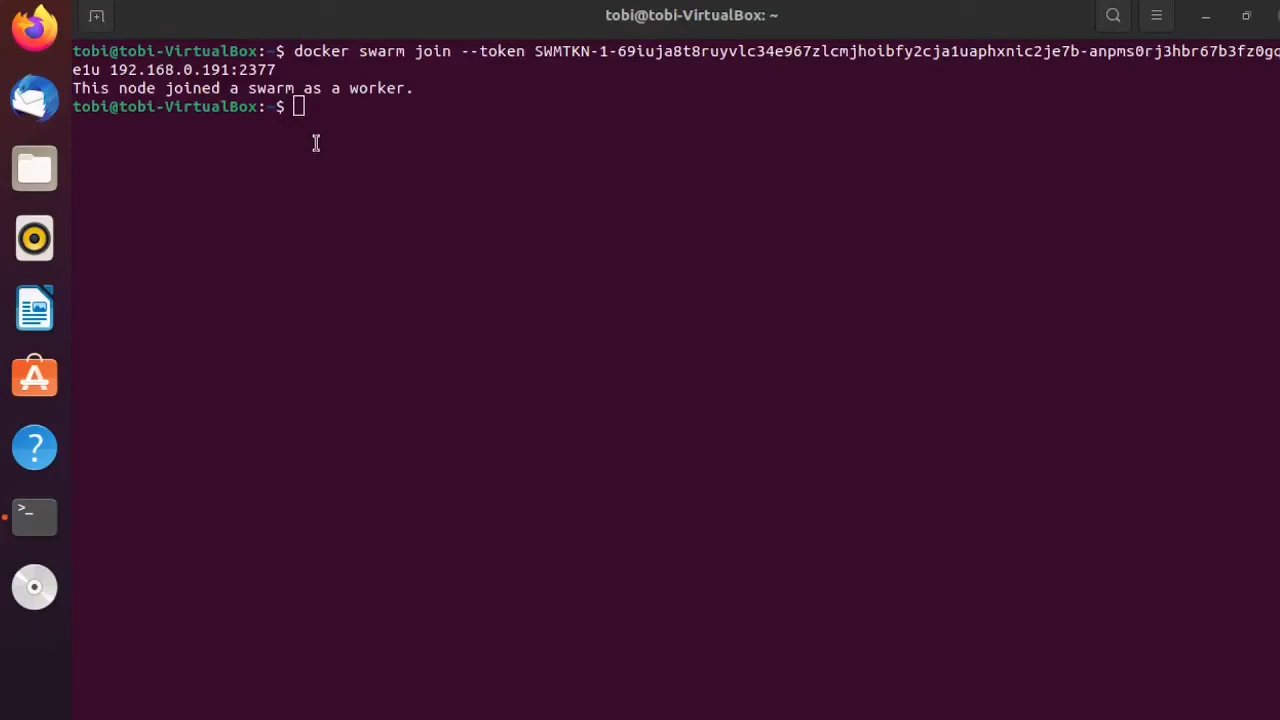 tobi@tobi-VirtualBox: ~
tobi@tobi-VirtualBox:~$ docker swarm join --token SWMTKN-1-69iuja8t8ruyvlc34e967zlcmjhoibfy2cja1uaphxnic2je7b-anpms0rj3hbr67b3fz0gc
e1u 192.168.0.191:2377
This node joined a swarm as a worker.
tobi@tobi-VirtualBox:~$